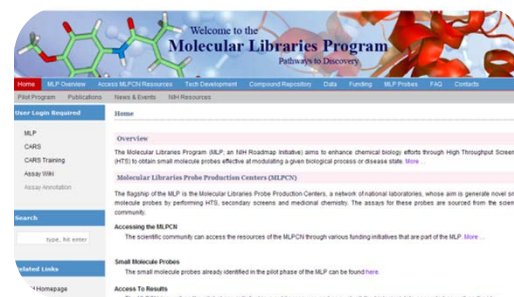 Welcome to the
Molecular Libraries Program
Pathways to Discovery
Home MLP Overview Access MLPCN Resources Tech Development Compound Repository Data Funding MLP Probes FAQ Contacts
Pilot Program Publications News & Events NIH Resources
User Login Required
MLP
CARS
CARS Training
Assay Wiki
Assay Annotation
Search
type, hit enter
Related Links
Homepage
Home
Overview
The Molecular Libraries Program (MLP, an NIH Roadmap Initiative) aims to enhance chemical biology efforts through High Throughput Screen
(HTS) to obtain small molecule probes effective at modulating a given biological process or disease state. More ...
Molecular Libraries Probe Production Centers (MLPCN)
The flagship of the MLP is the Molecular Libraries Probe Production Centers, a network of national laboratories, whose aim is generate novel sm
molecule probes by performing HTS, secondary screens and medicinal chemistry. The assays for these probes are sourced from the scien
community.
Accessing the MLPCN
The scientific community can access the resources of the MLPCN through various funding initiatives that are part of the MLP. More ...
Small Molecule Probes
The small molecule probes already identified in the pilot phase of the MLP can be found here.
Access To Results